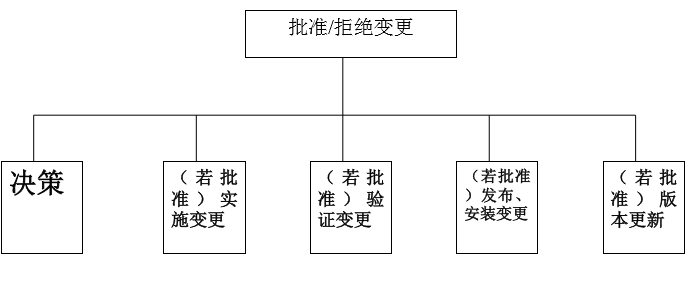 批准/拒绝变更
决策
（若批
准）实
施变更
（若批
准）验
证变更
（若批准
）发布、
安装变更
（若批
准）版
本更新